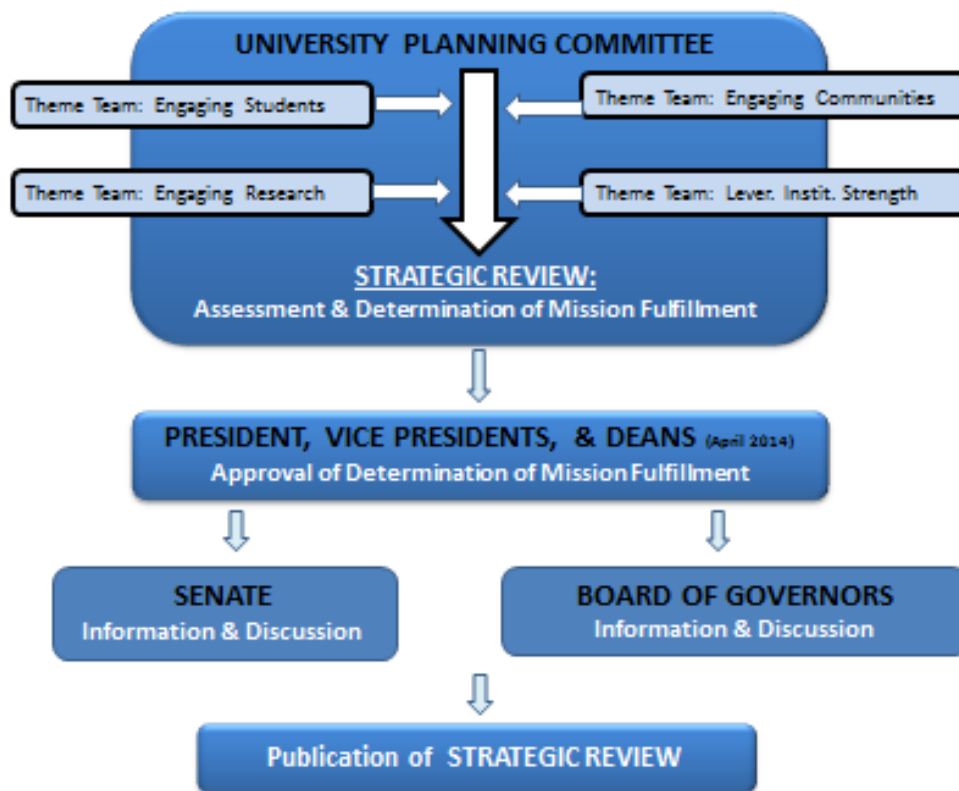 UNIVERSITY PLANNING COMMITTEE
Theme Team: Engaging Students
Theme Team: Engaging Communities
Theme Team: Engaging Research
Theme Team: Lever. Instit. Strength
STRATEGIC REVIEW:
Assessment & Determination of Mission Fulfillment
PRESIDENT, VICE PRESIDENTS, & DEANS (April 2014)
Approval of Determination of Mission Fulfillment
SENATE
Information & Discussion
BOARD OF GOVERNORS
Information & Discussion
Publication of STRATEGIC REVIEW